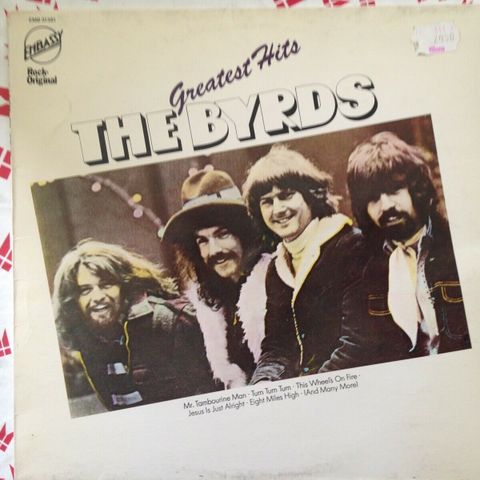 EMBASSY
Rock-
Original
Greatest Hits
THE BYRDS
Mr. Tambourine Man · Turn Turn Turn · This Wheel's On Fire ·
Jesus Is Just Alright · Eight Miles High · (And Many More)